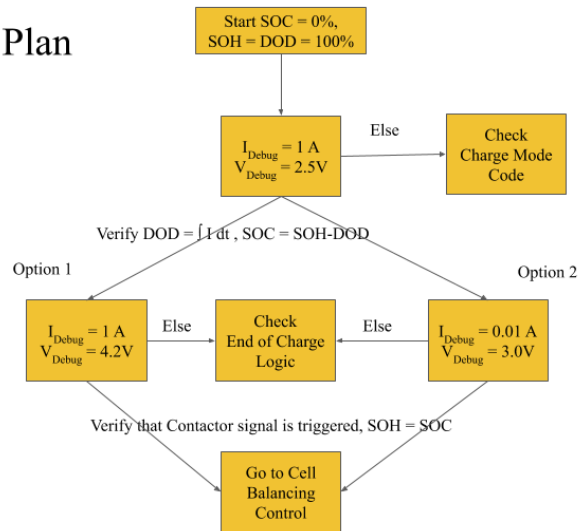 Plan
Start SOC = 0%,
SOH = DOD = 100%
I_Debug = 1 A
V_Debug = 2.5V
Else
Check
Charge Mode
Code
Verify DOD = ∫ I dt , SOC = SOH-DOD
Option 1
Option 2
I_Debug = 1 A
V_Debug = 4.2V
Else
Check
End of Charge
Logic
Else
I_Debug = 0.01 A
V_Debug = 3.0V
Verify that Contactor signal is triggered, SOH = SOC
Go to Cell
Balancing
Control